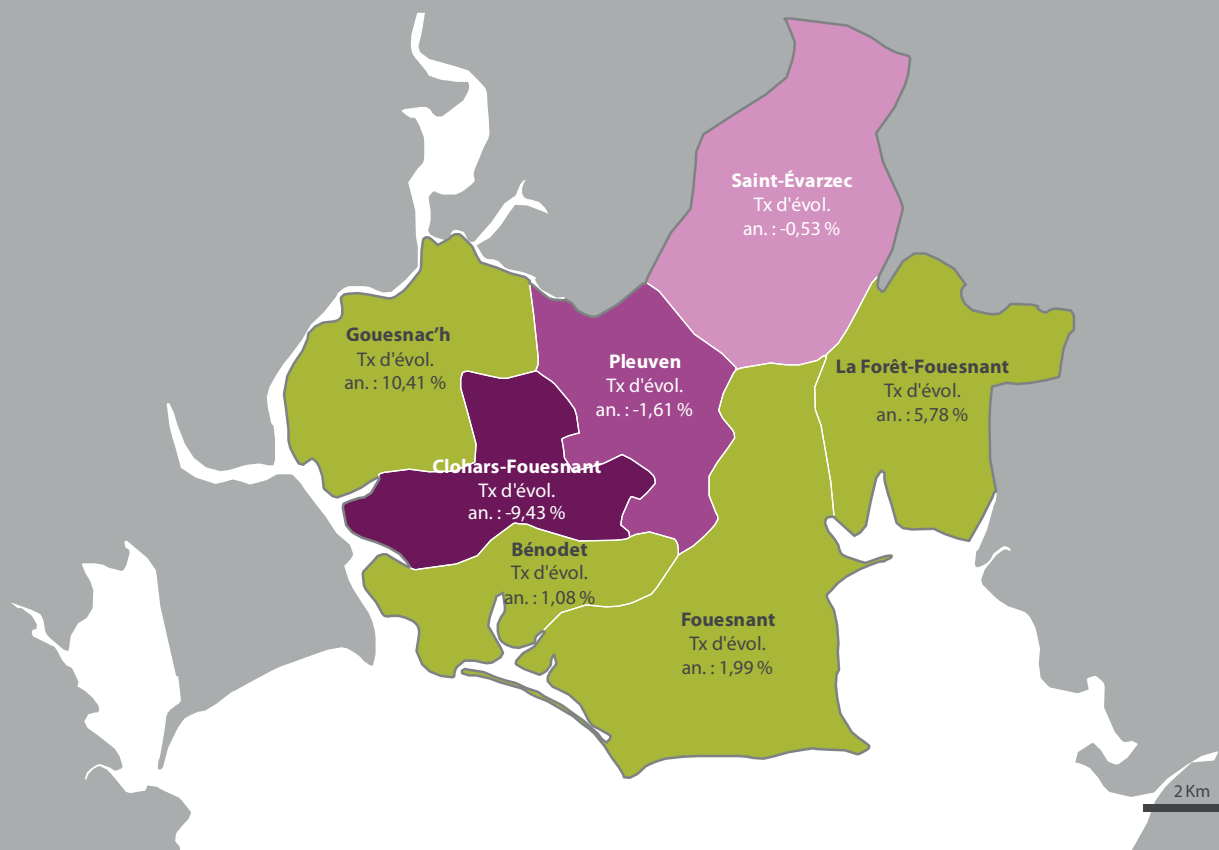 Saint-Évarzec
Tx d'évol.
an. : -0,53 %
Gouesnac’h
Tx d'évol.
an. : 10,41 %
Pleuven
Tx d'évol.
an. : -1,61 %
La Forêt-Fouesnant
Tx d'évol.
an. : 5,78 %
Clohars-Fouesnant
Tx d'évol.
an. : -9,43 %
Bénodet
Tx d'évol.
an. : 1,08 %
Fouesnant
Tx d'évol.
an. : 1,99 %
2 Km